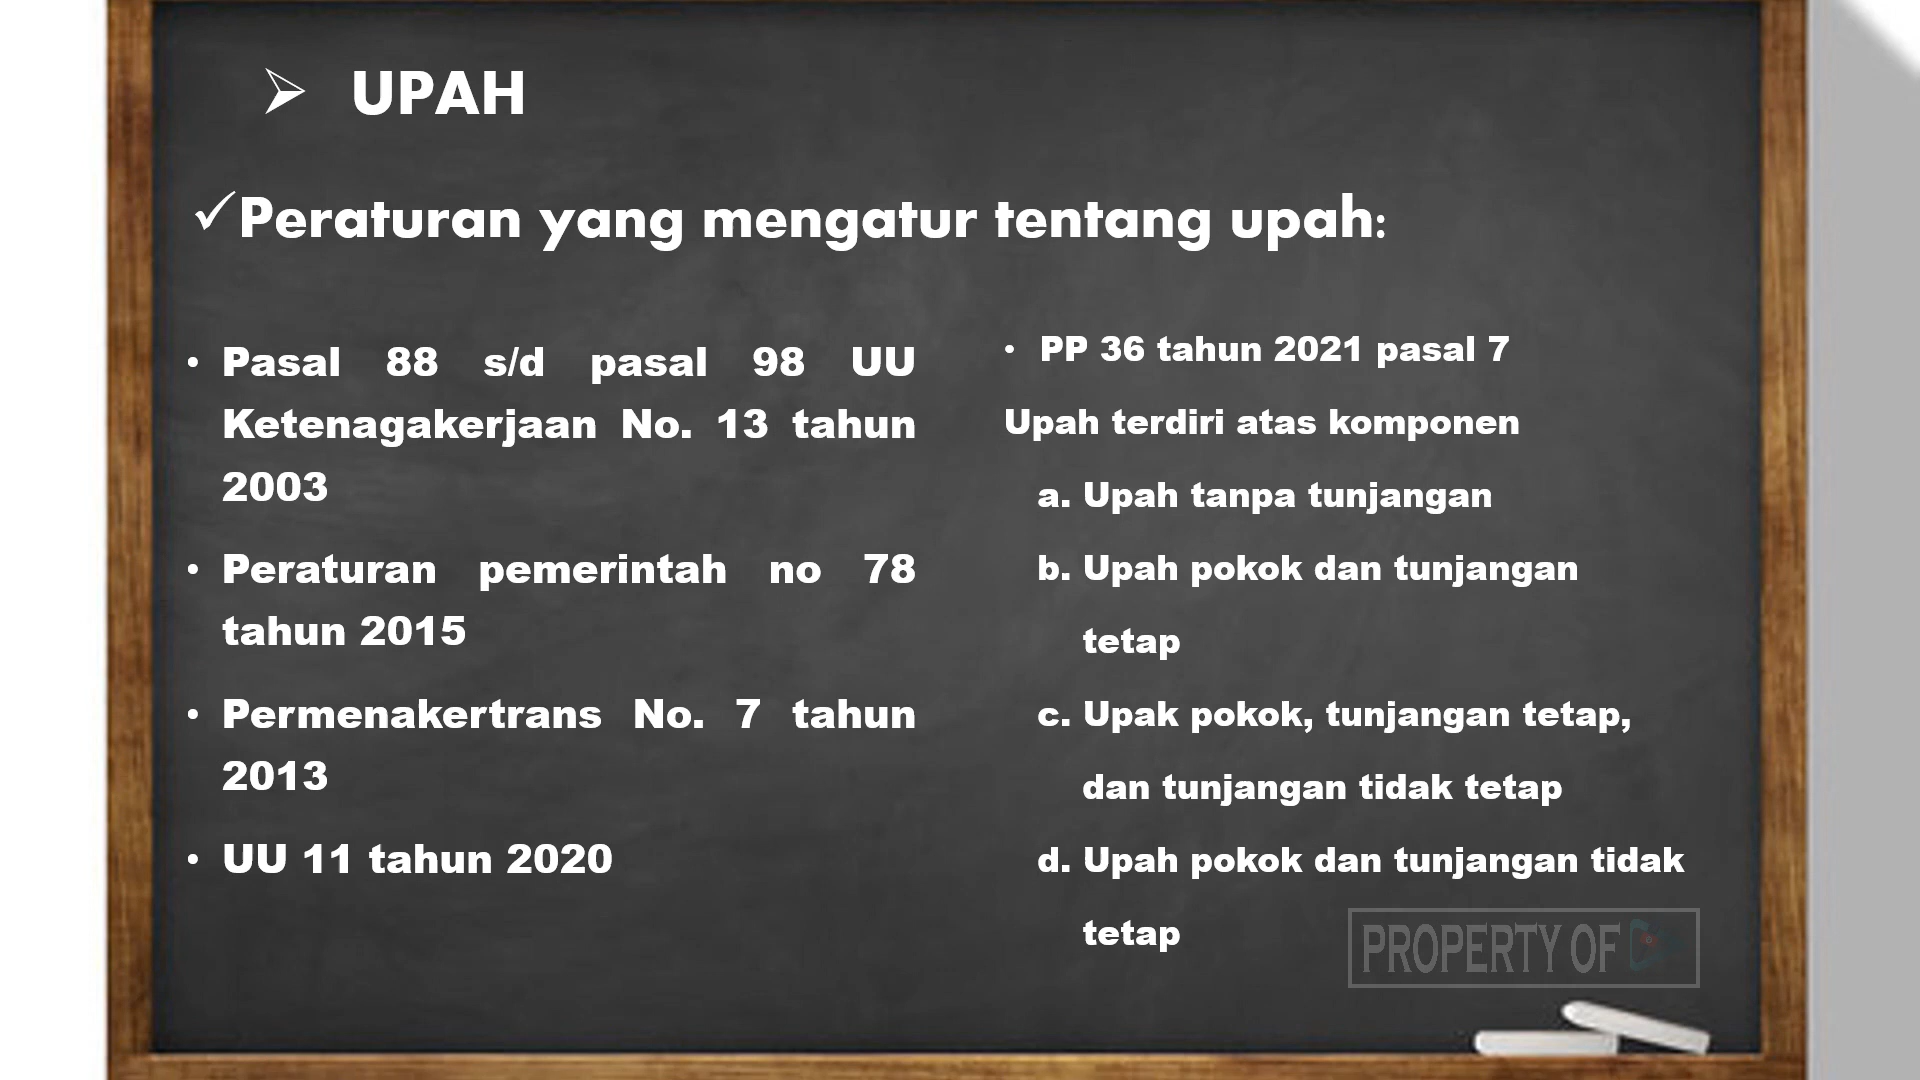 UPAH
Peraturan yang mengatur tentang upah:
• Pasal 88 s/d pasal 98 UU
Ketenagakerjaan No. 13 tahun
2003
• Peraturan pemerintah no 78
tahun 2015
• Permenakertrans No. 7 tahun
2013
• UU 11 tahun 2020
• PP 36 tahun 2021 pasal 7
Upah terdiri atas komponen
a. Upah tanpa tunjangan
b. Upah pokok dan tunjangan
tetap
c. Upak pokok, tunjangan tetap,
dan tunjangan tidak tetap
d. Upah pokok dan tunjangan tidak
tetap
PROPERTY OF